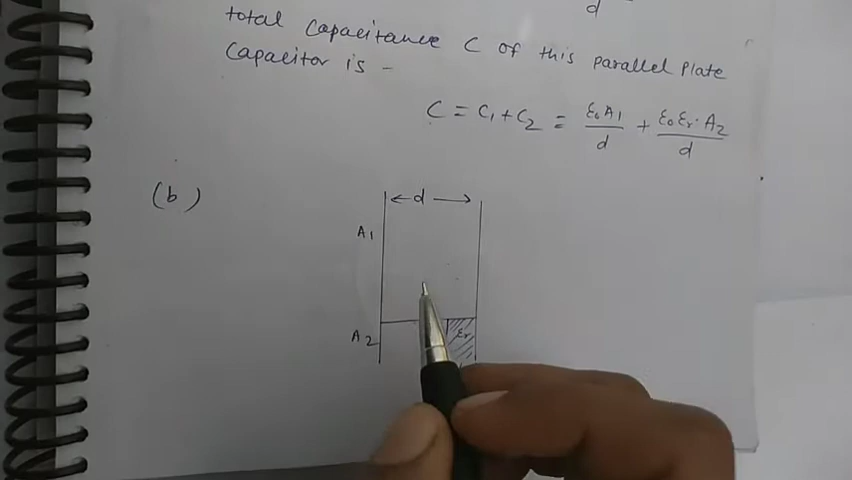 d
total capacitance C of this parallel plate
capacitor is -
C = C₁ + C₂ = ε₀A₁/d + ε₀εᵣ·A₂/d
(b)
← d →
A₁
A₂ εᵣ